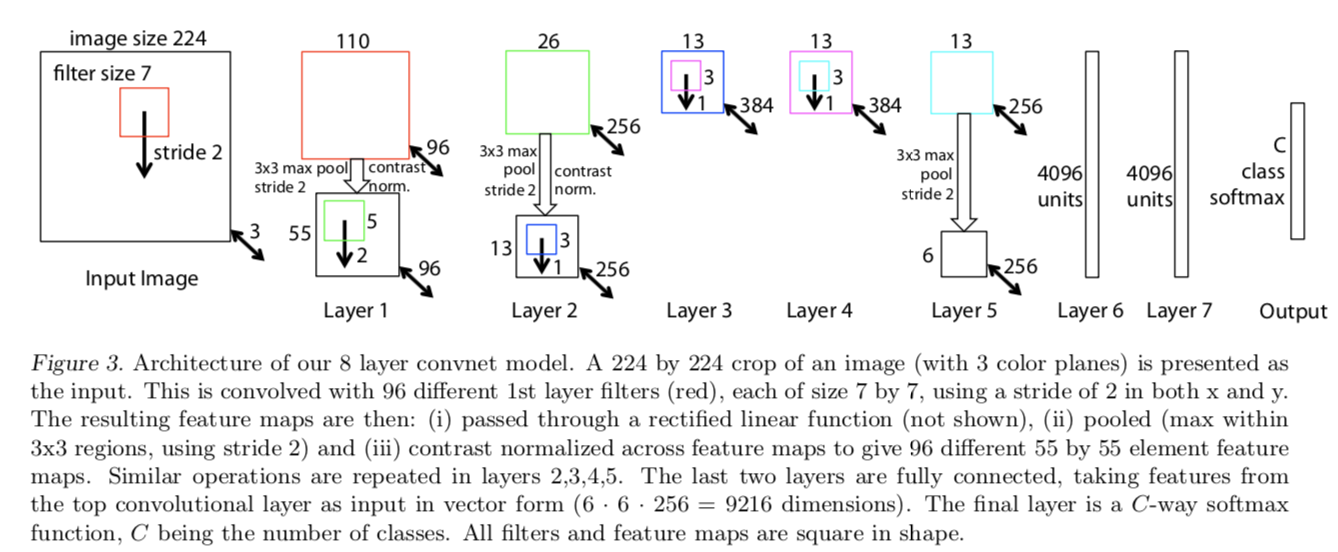 image size 224
filter size 7
stride 2
3
Input Image
110
96
3x3 max pool
stride 2
contrast
norm.
55
5
2
96
Layer 1
26
256
3x3 max
pool
stride 2
contrast
norm.
13
3
1
256
Layer 2
13
3
1
384
Layer 3
13
3
1
384
Layer 4
13
256
3x3 max
pool
stride 2
6
256
Layer 5
4096
units
Layer 6
4096
units
Layer 7
C
class
softmax
Output
Figure 3. Architecture of our 8 layer convnet model. A 224 by 224 crop of an image (with 3 color planes) is presented as
the input. This is convolved with 96 different 1st layer filters (red), each of size 7 by 7, using a stride of 2 in both x and y.
The resulting feature maps are then: (i) passed through a rectified linear function (not shown), (ii) pooled (max within
3x3 regions, using stride 2) and (iii) contrast normalized across feature maps to give 96 different 55 by 55 element feature
maps. Similar operations are repeated in layers 2,3,4,5. The last two layers are fully connected, taking features from
the top convolutional layer as input in vector form (6 · 6 · 256 = 9216 dimensions). The final layer is a C-way softmax
function, C being the number of classes. All filters and feature maps are square in shape.